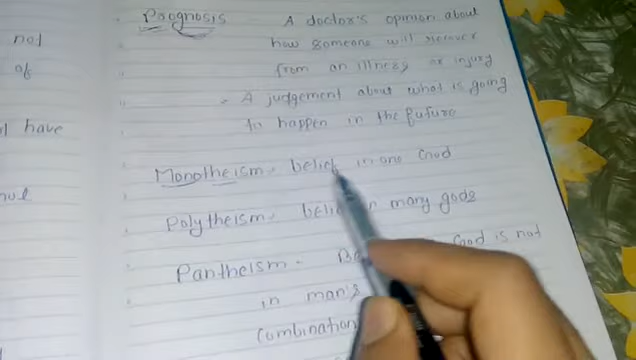 not
of
have
Prognosis A doctor's opinion about
how someone will recover
from an illness or injury
A judgement about what is going
to happen in the future
Monotheism - belief in one God
Polytheism - belief in many gods
Pantheism - God is not
in man's
combination